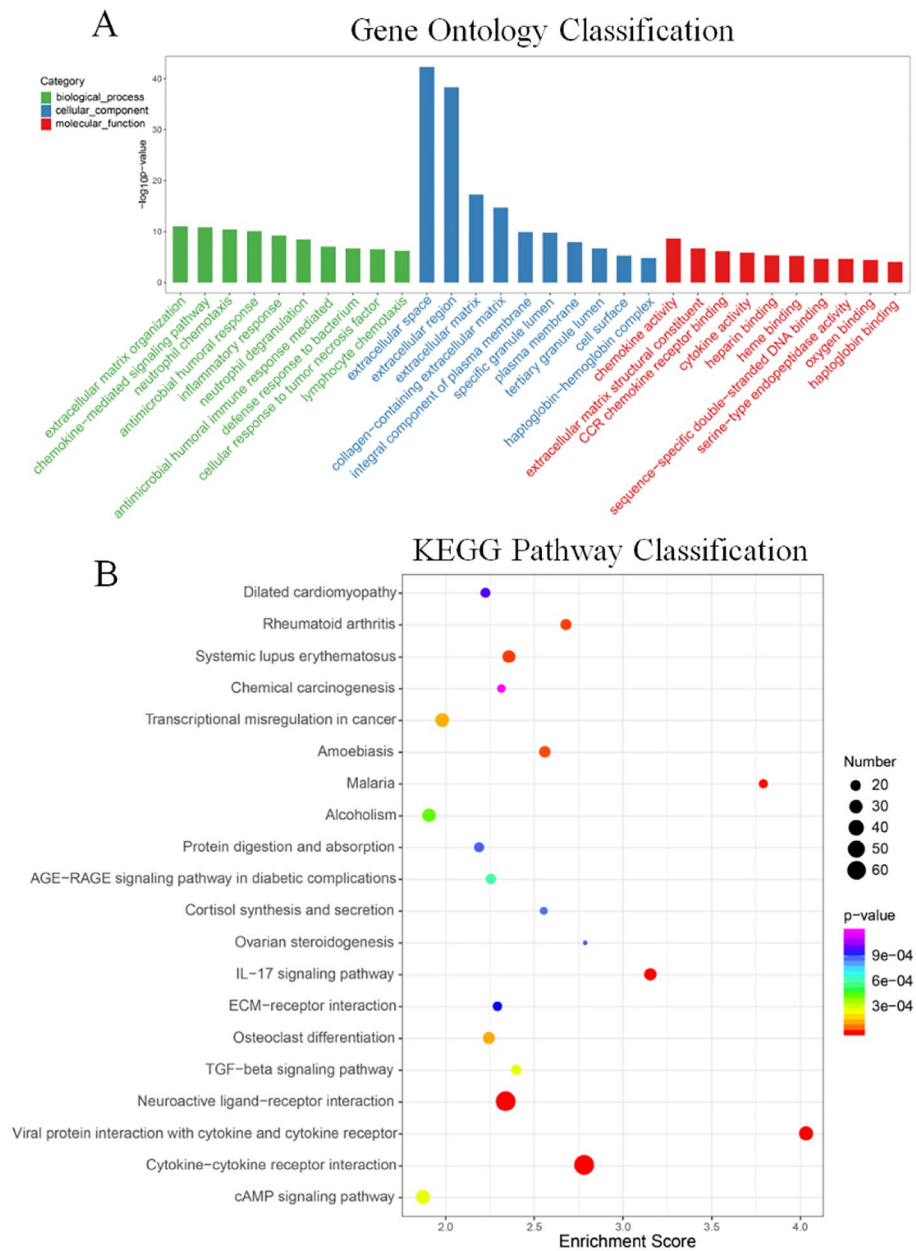 A
Gene Ontology Classification
Category
biological_process
cellular_component
molecular_function
-log10p-value
40
30
20
10
0
extracellular matrix organization
chemokine-mediated signaling pathway
neutrophil chemotaxis
antimicrobial humoral response
inflammatory response
neutrophil degranulation
antimicrobial humoral immune response mediated
defense response to bacterium
cellular response to tumor necrosis factor
lymphocyte chemotaxis
extracellular space
extracellular region
extracellular matrix
collagen-containing extracellular matrix
integral component of plasma membrane
specific granule lumen
plasma membrane
tertiary granule lumen
cell surface
haptoglobin-hemoglobin complex
chemokine activity
extracellular matrix structural constituent
CCR chemokine receptor binding
cytokine activity
heparin binding
heme binding
sequence-specific double-stranded DNA binding
serine-type endopeptidase activity
oxygen binding
haptoglobin binding
B
KEGG Pathway Classification
Dilated cardiomyopathy
Rheumatoid arthritis
Systemic lupus erythematosus
Chemical carcinogenesis
Transcriptional misregulation in cancer
Amoebiasis
Malaria
Alcoholism
Protein digestion and absorption
AGE-RAGE signaling pathway in diabetic complications
Cortisol synthesis and secretion
Ovarian steroidogenesis
IL-17 signaling pathway
ECM-receptor interaction
Osteoclast differentiation
TGF-beta signaling pathway
Neuroactive ligand-receptor interaction
Viral protein interaction with cytokine and cytokine receptor
Cytokine-cytokine receptor interaction
cAMP signaling pathway
2.0 2.5 3.0 3.5 4.0
Enrichment Score
Number
20
30
40
50
60
p-value
9e-04
6e-04
3e-04